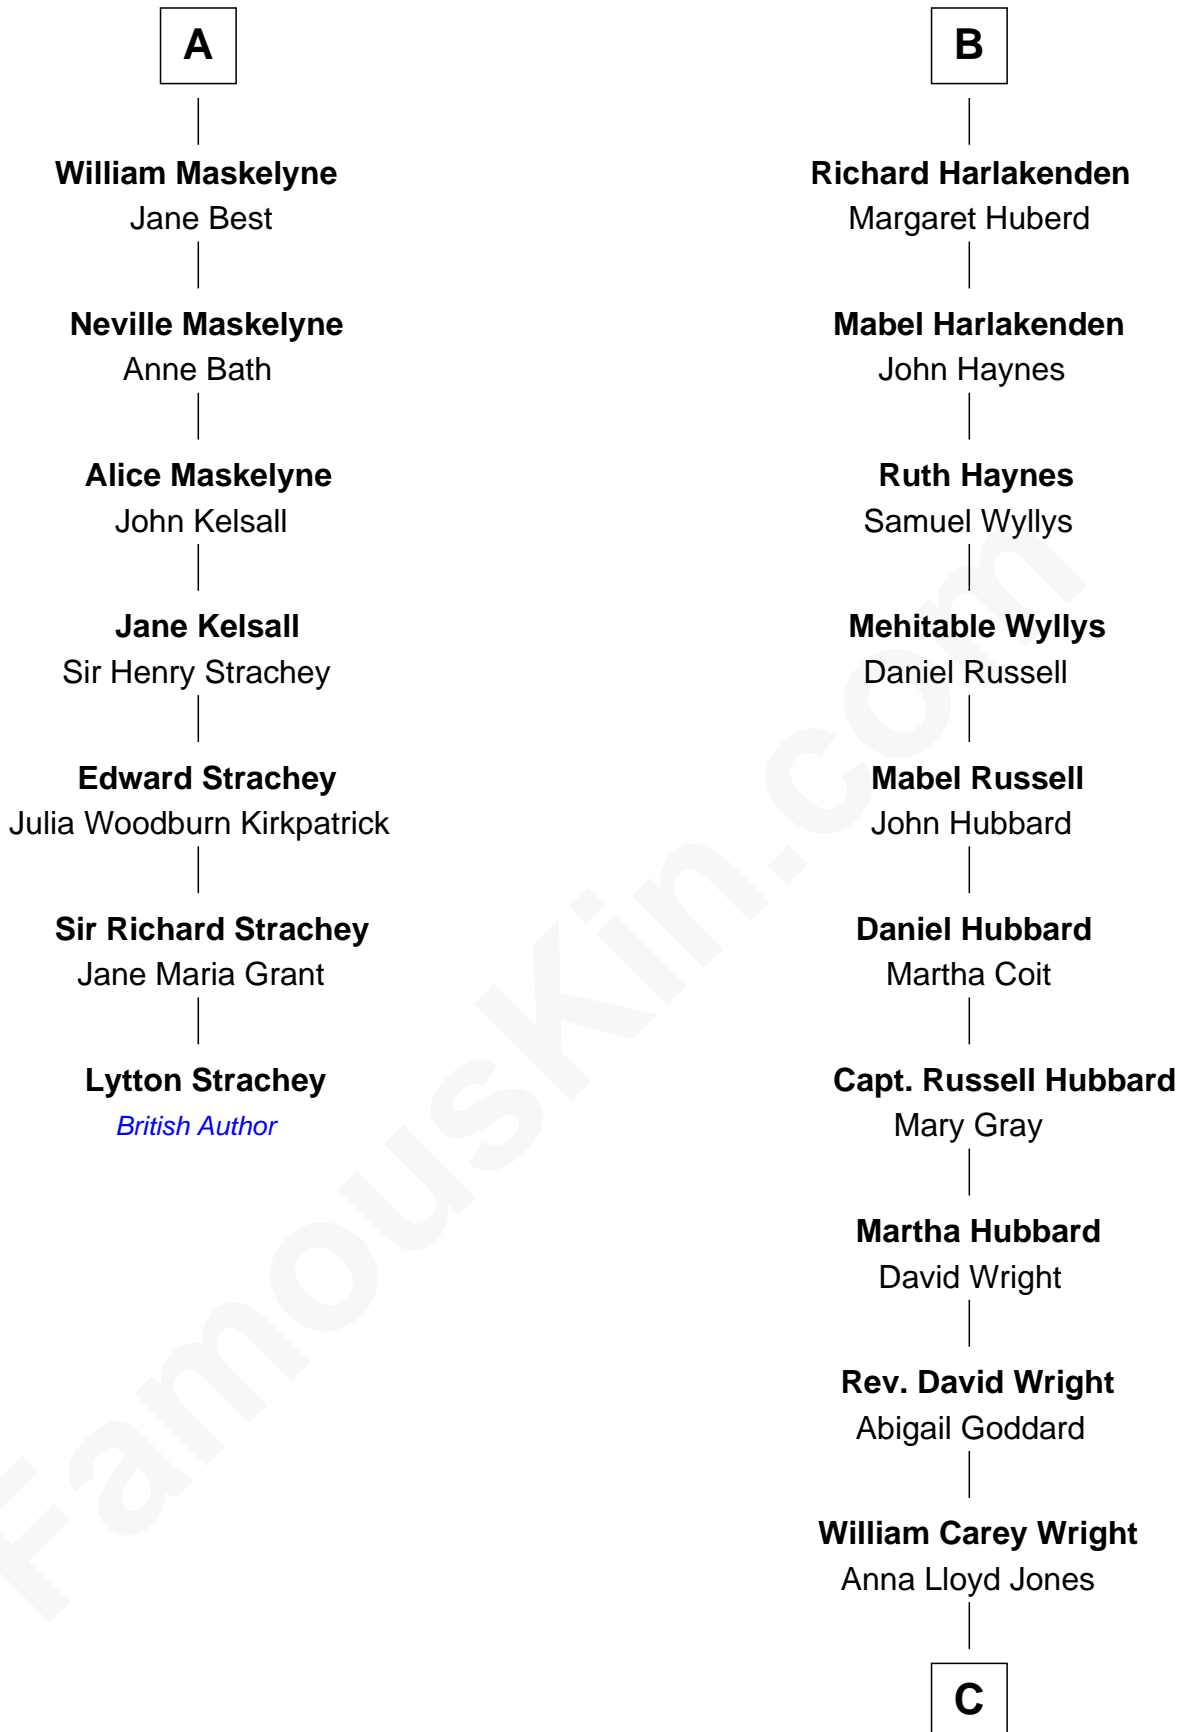 A
William Maskelyne
Jane Best
Neville Maskelyne
Anne Bath
Alice Maskelyne
John Kelsall
Jane Kelsall
Sir Henry Strachey
Edward Strachey
Julia Woodburn Kirkpatrick
Sir Richard Strachey
Jane Maria Grant
Lytton Strachey
British Author
B
Richard Harlakenden
Margaret Huberd
Mabel Harlakenden
John Haynes
Ruth Haynes
Samuel Wyllys
Mehitable Wyllys
Daniel Russell
Mabel Russell
John Hubbard
Daniel Hubbard
Martha Coit
Capt. Russell Hubbard
Mary Gray
Martha Hubbard
David Wright
Rev. David Wright
Abigail Goddard
William Carey Wright
Anna Lloyd Jones
C
FamousKin.com